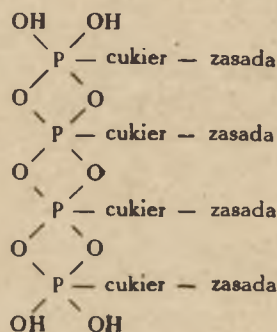 OH OH
P — cukier — zasada
O O
P — cukier — zasada
O O
P — cukier — zasada
O O
P — cukier — zasada
OH OH